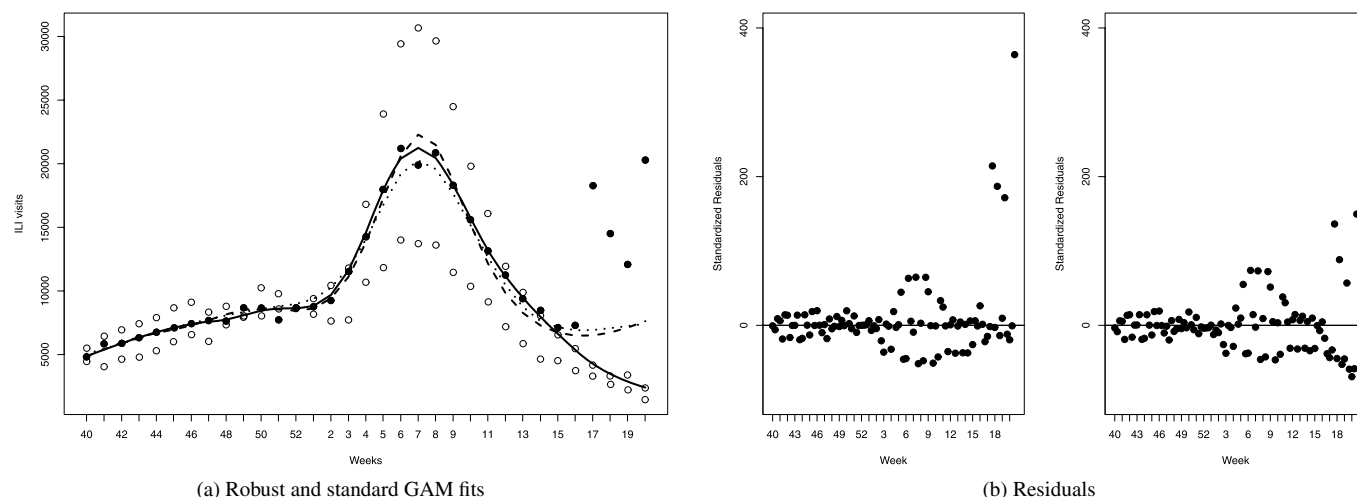 30000
25000
20000
15000
10000
5000
ILI visits
40 42 44 46 48 50 52 2 3 4 5 6 7 8 9 11 13 15 17 19
Weeks
(a) Robust and standard GAM fits
400
200
0
Standardized Residuals
40 43 46 49 52 3 6 9 12 15 18
Week
400
200
0
Standardized Residuals
40 43 46 49 52 3 6 9 12 15 18
Week
(b) Residuals